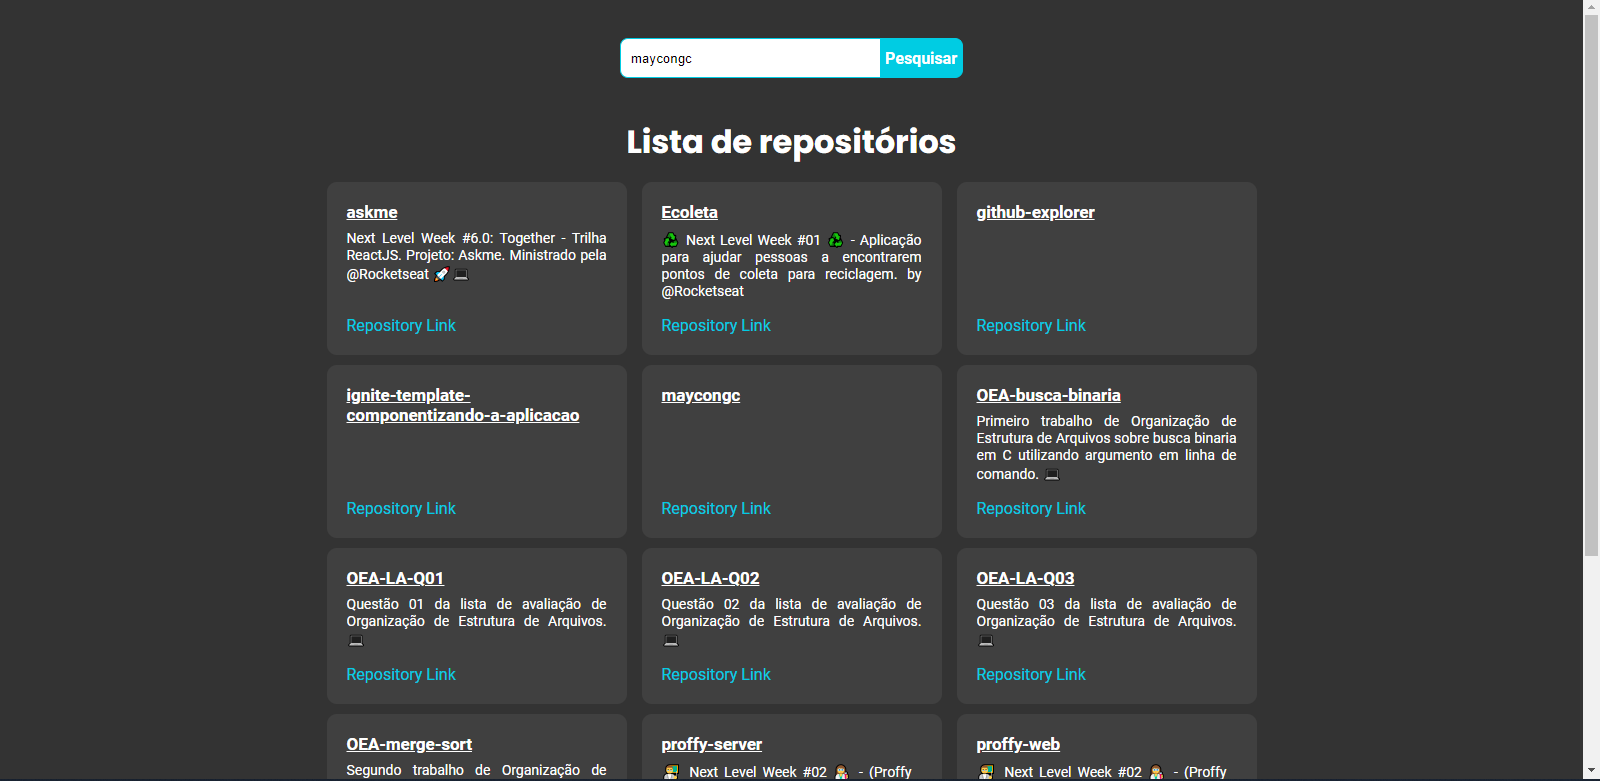 maycongc
Pesquisar
Lista de repositórios
askme
Next Level Week #6.0: Together - Trilha
ReactJS. Projeto: Askme. Ministrado pela
@Rocketseat 🚀 💻
Repository Link
Ecoleta
♻ Next Level Week #01 ♻ - Aplicação
para ajudar pessoas a encontrarem
pontos de coleta para reciclagem. by
@Rocketseat
Repository Link
github-explorer
Repository Link
ignite-template-
componentizando-a-aplicacao
Repository Link
maycongc
Repository Link
OEA-busca-binaria
Primeiro trabalho de Organização de
Estrutura de Arquivos sobre busca binaria
em C utilizando argumento em linha de
comando. 💻
Repository Link
OEA-LA-Q01
Questão 01 da lista de avaliação de
Organização de Estrutura de Arquivos.
💻
Repository Link
OEA-LA-Q02
Questão 02 da lista de avaliação de
Organização de Estrutura de Arquivos.
💻
Repository Link
OEA-LA-Q03
Questão 03 da lista de avaliação de
Organização de Estrutura de Arquivos.
💻
Repository Link
OEA-merge-sort
Segundo trabalho de Organização de
proffy-server
👨‍🏫 Next Level Week #02 👩‍🏫 - (Proffy
proffy-web
👨‍🏫 Next Level Week #02 👩‍🏫 - (Proffy